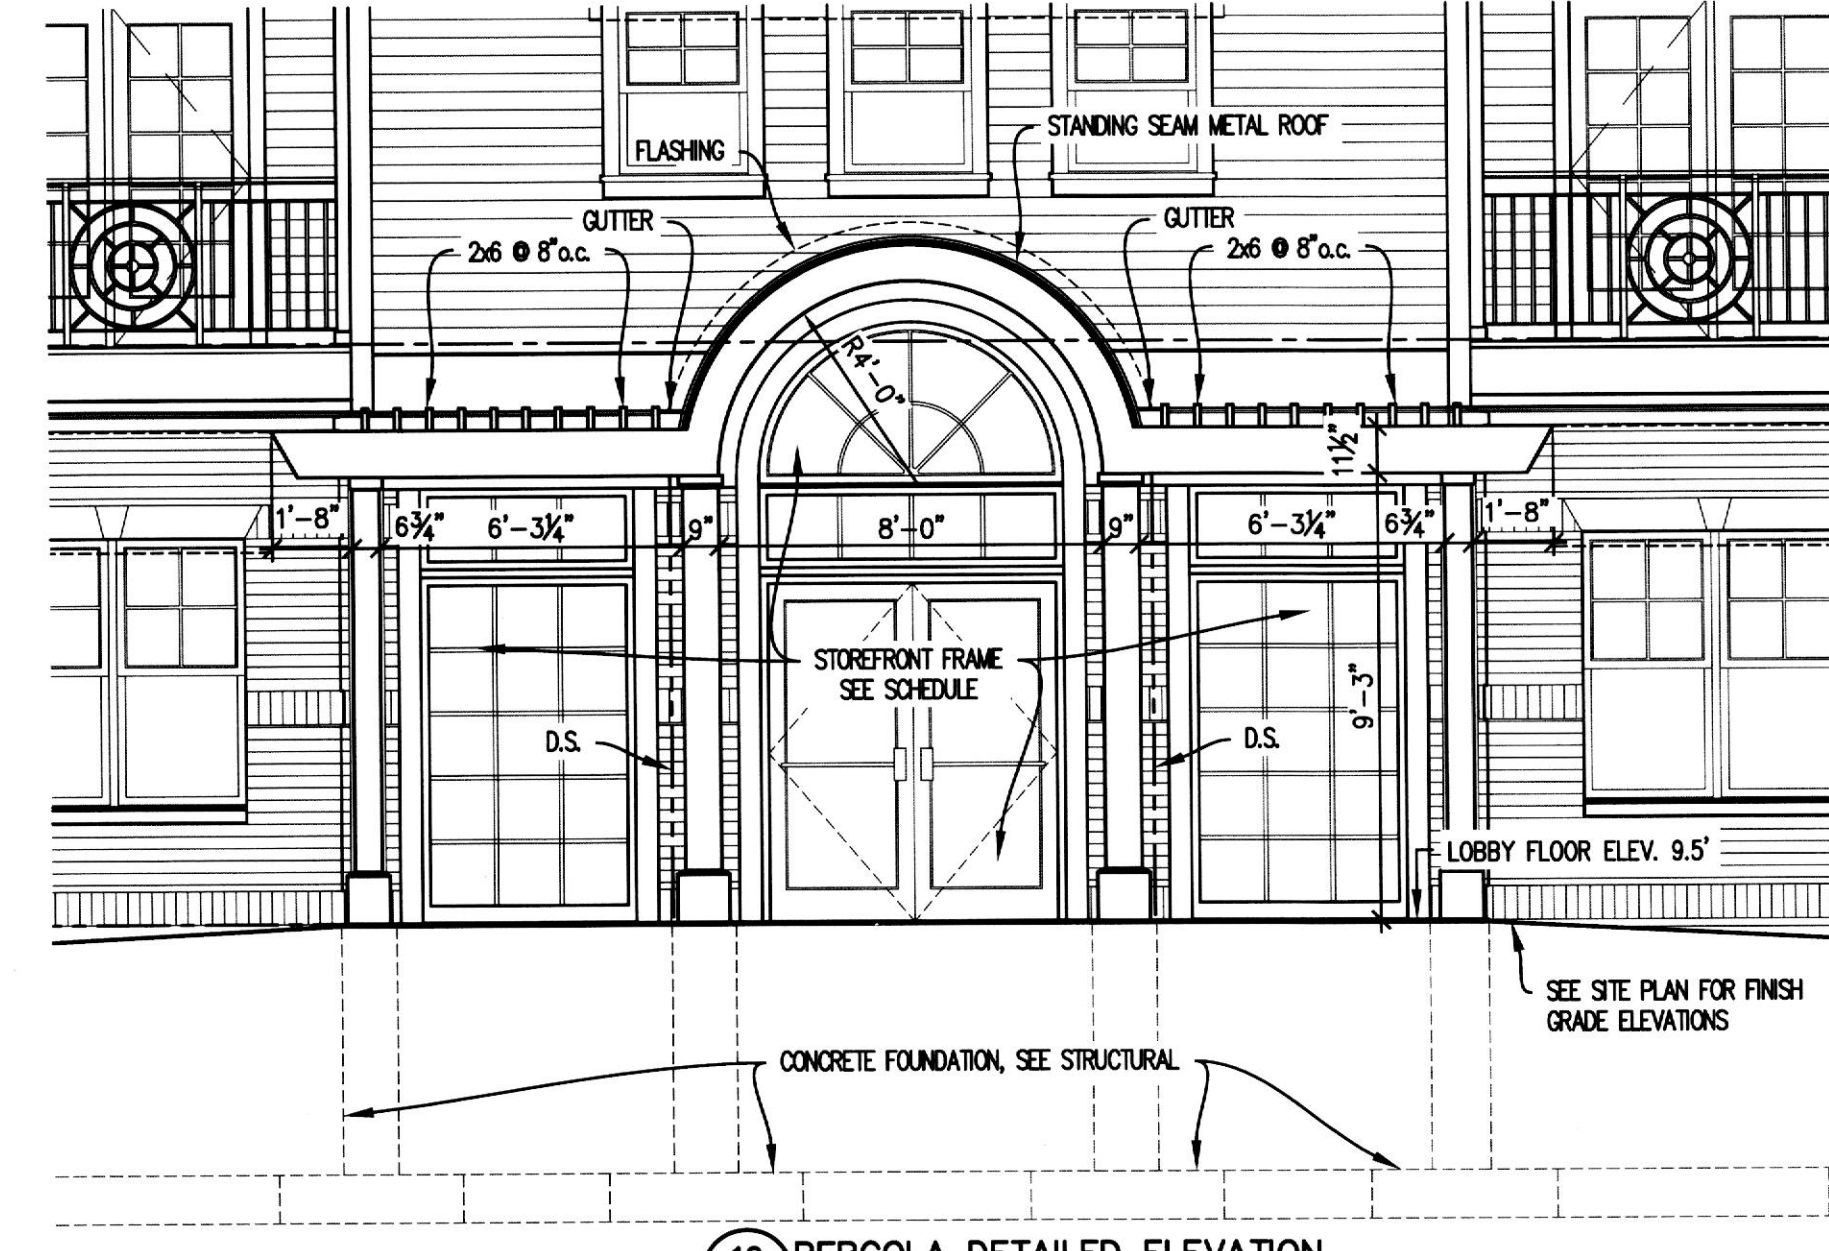 STANDING SEAM METAL ROOF
FLASHING
GUTTER
GUTTER
2x6 @ 8" o.c.
2x6 @ 8" o.c.
R4'-0"
11½"
1'-8"
6¾"
6'-3¼"
9"
8'-0"
9"
6'-3¼"
6¾"
1'-8"
STOREFRONT FRAME
SEE SCHEDULE
9'-3"
D.S.
D.S.
LOBBY FLOOR ELEV. 9.5'
SEE SITE PLAN FOR FINISH
GRADE ELEVATIONS
CONCRETE FOUNDATION, SEE STRUCTURAL
PERGOLA DETAILED ELEVATION